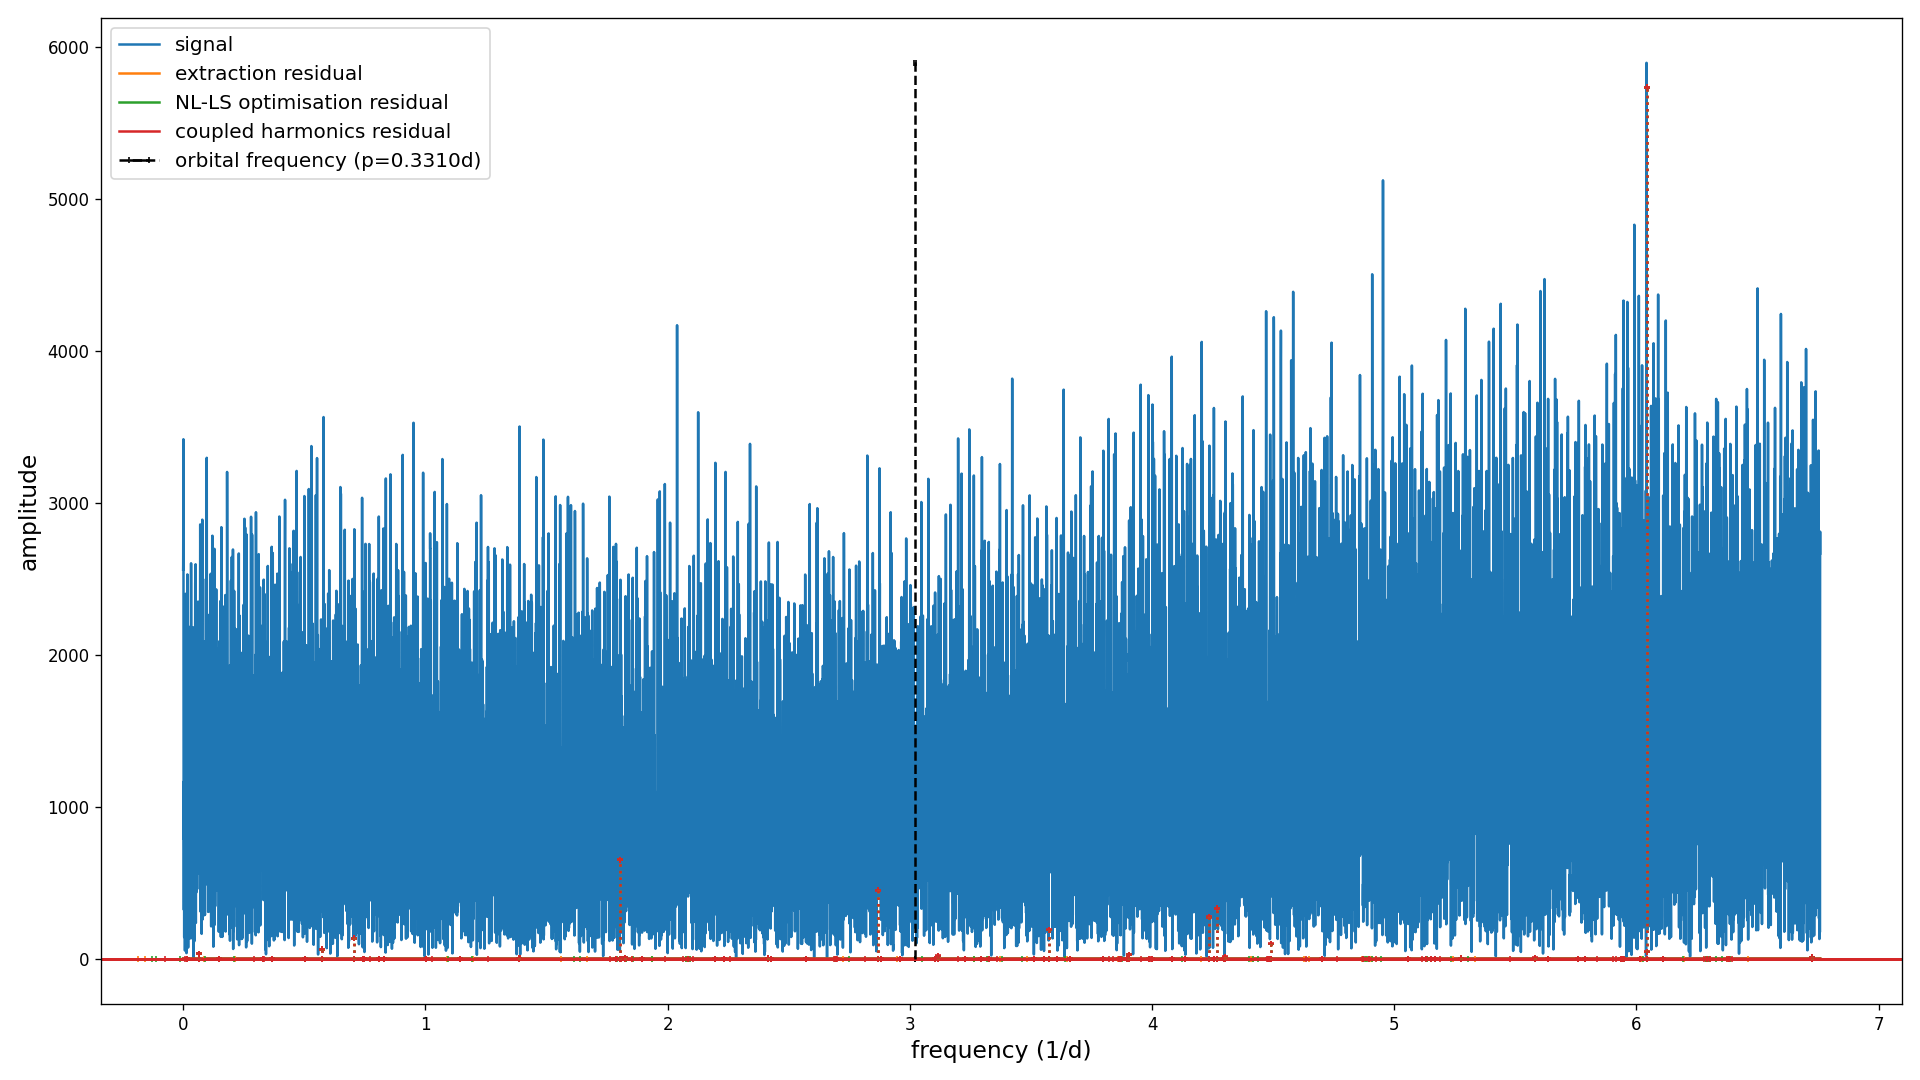 signal
extraction residual
NL-LS optimisation residual
coupled harmonics residual
orbital frequency (p=0.3310d)
6000
5000
4000
3000
2000
1000
0
amplitude
0 1 2 3 4 5 6 7
frequency (1/d)